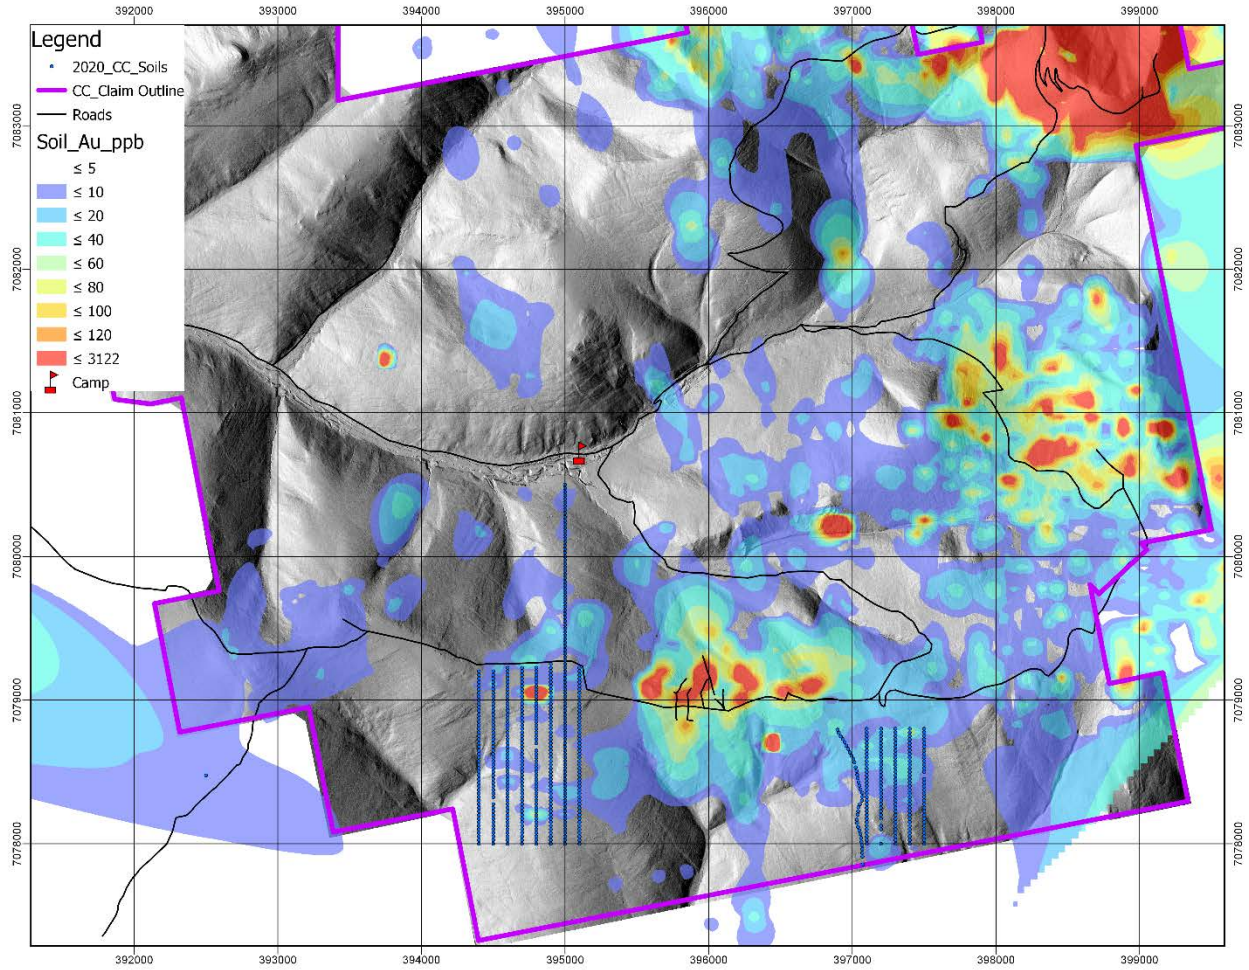 392000 393000 394000 395000 396000 397000 398000 399000
Legend
2020_CC_Soils
CC_Claim Outline
Roads
Soil_Au_ppb
≤ 5
≤ 10
≤ 20
≤ 40
≤ 60
≤ 80
≤ 100
≤ 120
≤ 3122
Camp
7083000 7083000
7082000 7082000
7081000 7081000
7080000 7080000
7079000 7079000
7078000 7078000
392000 393000 394000 395000 396000 397000 398000 399000